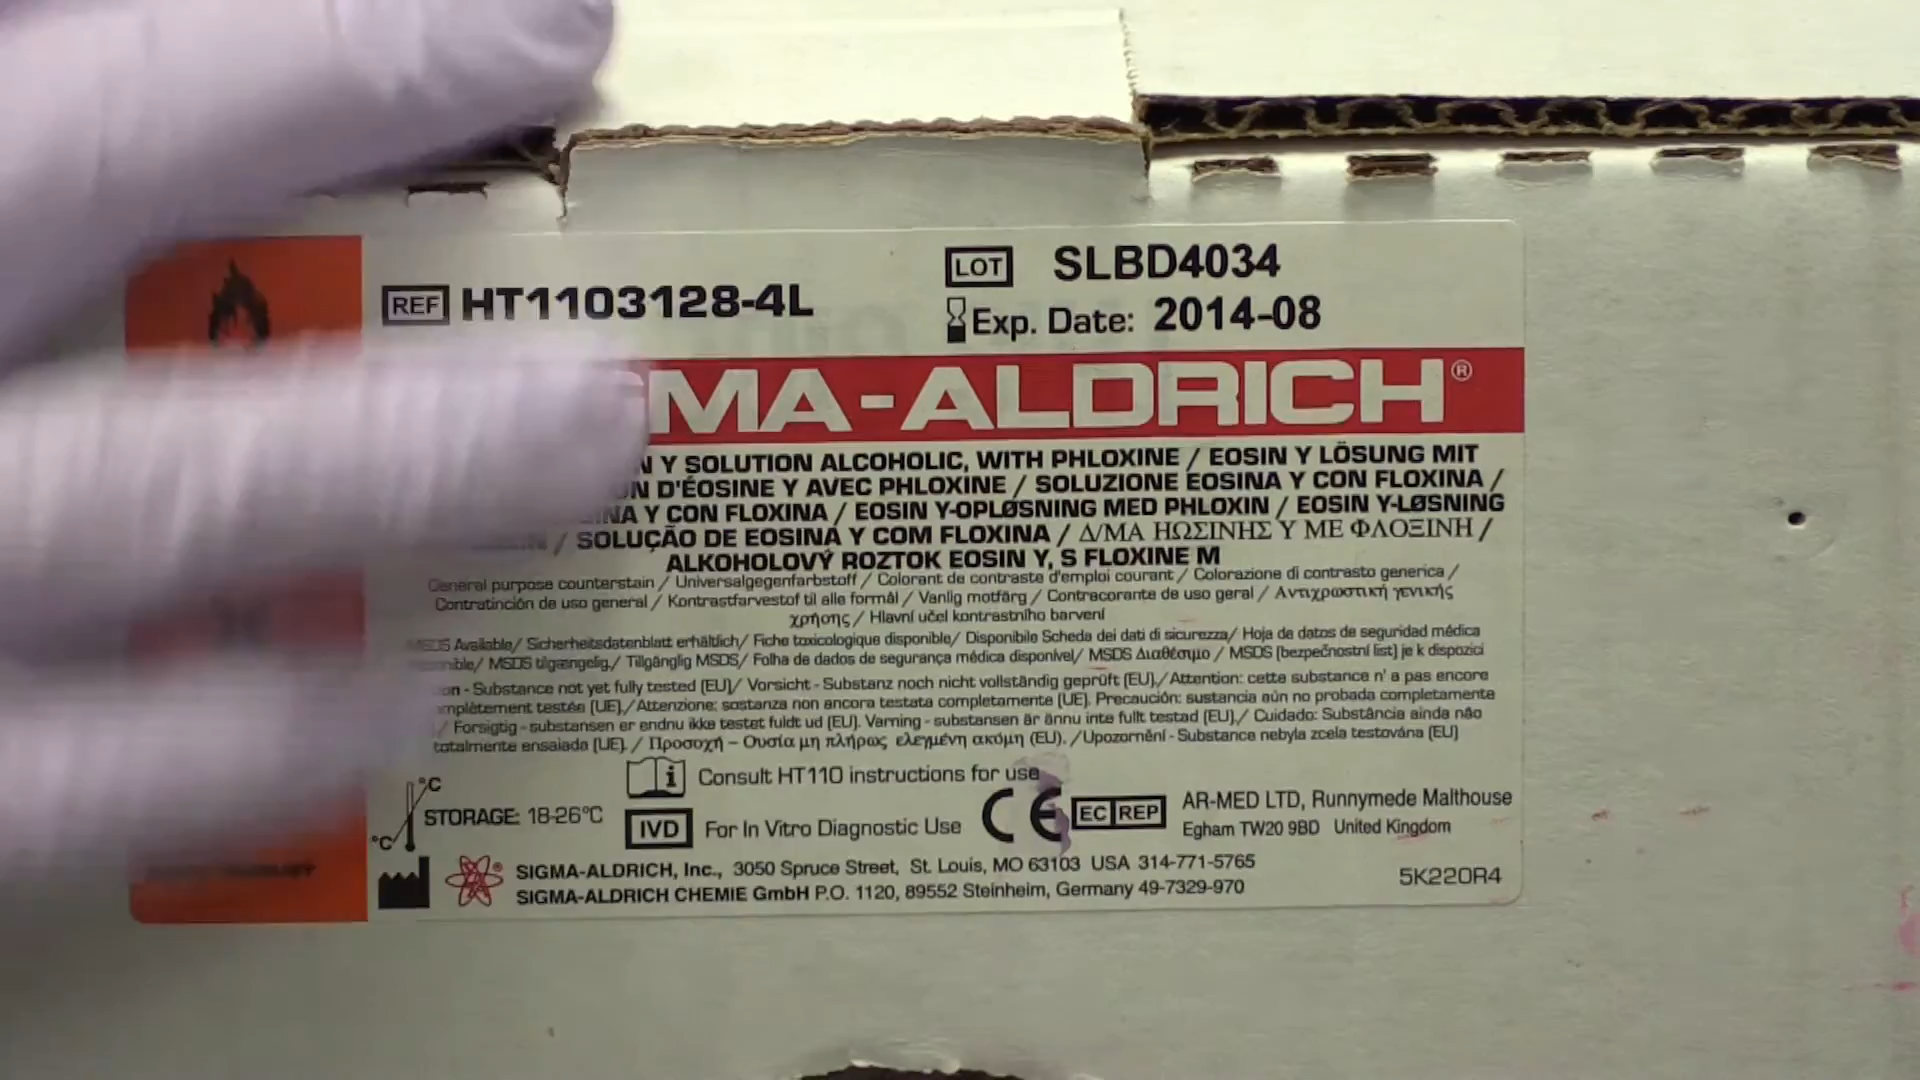 REF HT1103128-4L
LOT SLBD4034
Exp. Date: 2014-08
MA-ALDRICH®
Y SOLUTION ALCOHOLIC, WITH PHLOXINE / EOSIN Y LÖSUNG MIT
D'ÉOSINE Y AVEC PHLOXINE / SOLUZIONE EOSINA Y CON FLOXINA /
Y CON FLOXINA / EOSIN Y-OPLØSNING MED PHLOXIN / EOSIN Y-LØSNING
/ SOLUÇÃO DE EOSINA Y COM FLOXINA / Δ/ΜΑ ΗΩΣΙΝΗΣ Υ ΜΕ ΦΛΟΞΙΝΗ /
ALKOHOLOVÝ ROZTOK EOSIN Y, S FLOXINE M
General purpose counterstain / Universalgegenfarbstoff / Colorant de contraste d'emploi courant / Colorazione di contrasto generica /
Contratinción de uso general / Kontrastfarvestof til alle formål / Vanlig motfärg / Contracorante de uso geral / Αντιχρωστική γενικής
χρήσης / Hlavní učel kontrastního barvení
MSDS Available/ Sicherheitsdatenblatt erhältlich/ Fiche toxicologique disponible/ Disponibile Scheda dei dati di sicurezza/ Hoja de datos de seguridad médica
MSDS tilgængelig,/ Tillgänglig MSDS/ Folha de dados de segurança médica disponível/ MSDS Διαθέσιμο / MSDS (bezpečnostní list) je k dispozici
- Substance not yet fully tested (EU)/ Vorsicht - Substanz noch nicht vollständig geprüft (EU)./Attention: cette substance n' a pas encore
testée (UE)./Attenzione: sostanza non ancora testata completamente (UE). Precaución: sustancia aún no probada completamente
/ Forsigtig - substansen er endnu ikke testet fuldt ud (EU). Varning - substansen är ännu inte fullt testad (EU)./ Cuidado: Substância ainda não
totalmente ensaiada (UE). / Προσοχή – Ουσία μη πλήρως ελεγμένη ακόμη (EU). /Upozornění - Substance nebyla zcela testována (EU)
Consult HT110 instructions for use
°C
°C
STORAGE: 18-26°C
IVD For In Vitro Diagnostic Use
CE
EC REP
AR-MED LTD, Runnymede Malthouse
Egham TW20 9BD United Kingdom
SIGMA-ALDRICH, Inc., 3050 Spruce Street, St. Louis, MO 63103 USA 314-771-5765
SIGMA-ALDRICH CHEMIE GmbH P.O. 1120, 89552 Steinheim, Germany 49-7329-970
5K220R4